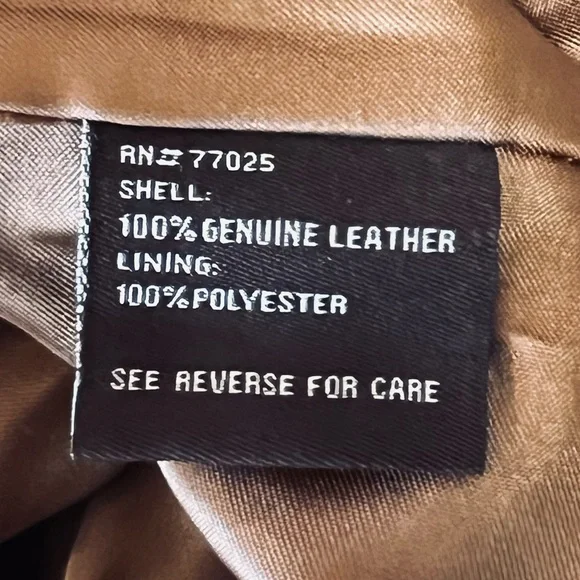 RN# 77025
SHELL:
100% GENUINE LEATHER
LINING:
100% POLYESTER
SEE REVERSE FOR CARE